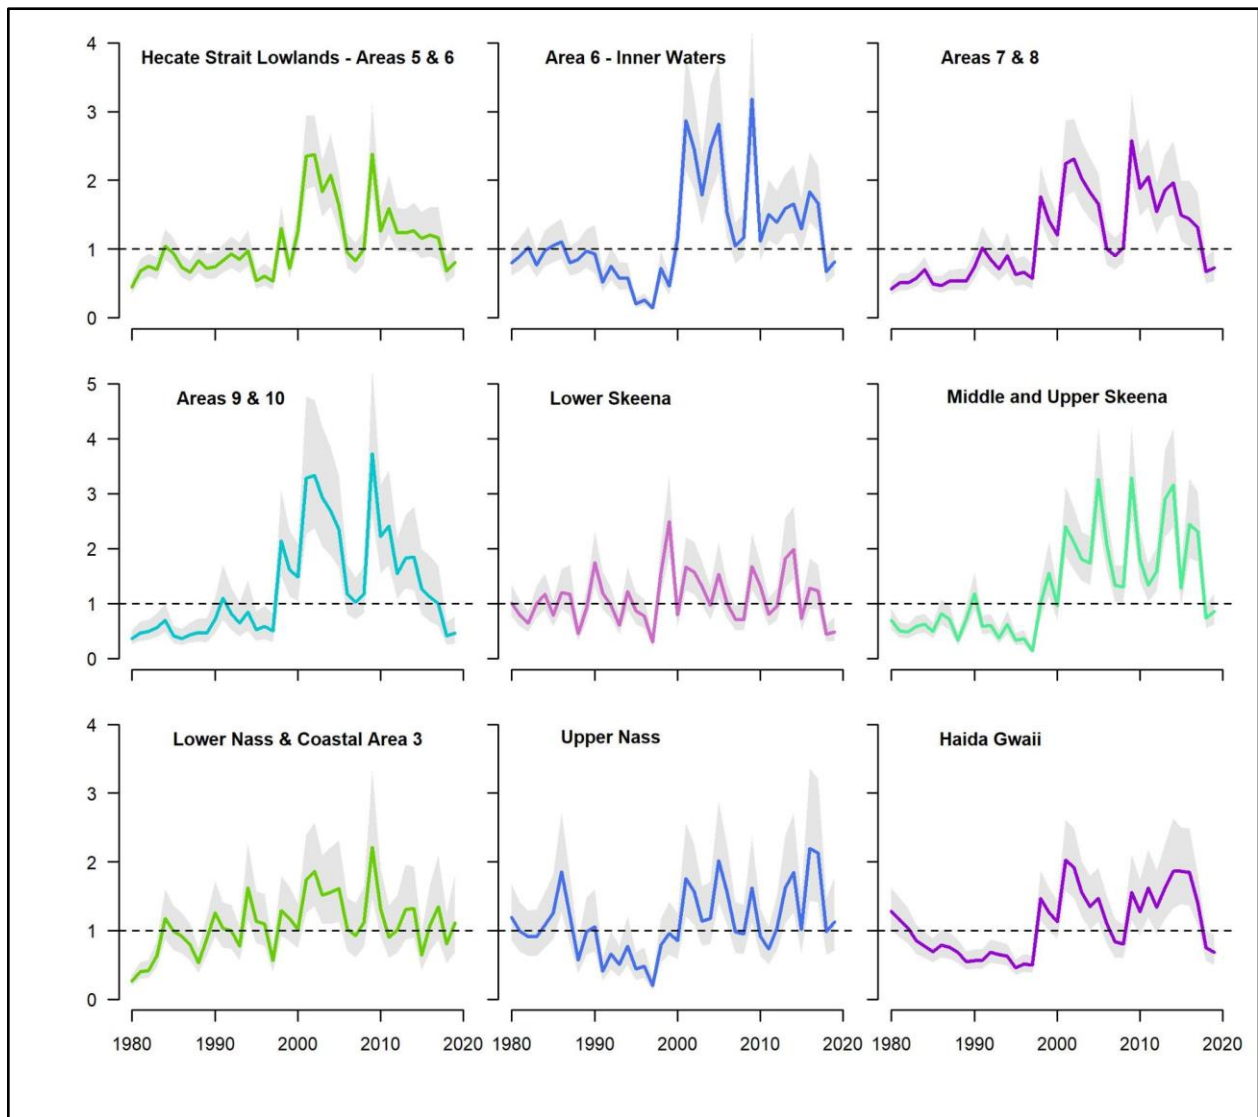 Hecate Strait Lowlands - Areas 5 & 6
Area 6 - Inner Waters
Areas 7 & 8
4
3
2
1
0
Areas 9 & 10
Lower Skeena
Middle and Upper Skeena
5
4
3
2
1
0
Lower Nass & Coastal Area 3
Upper Nass
Haida Gwaii
4
3
2
1
0
1980 1990 2000 2010 2020
1980 1990 2000 2010 2020
1980 1990 2000 2010 2020